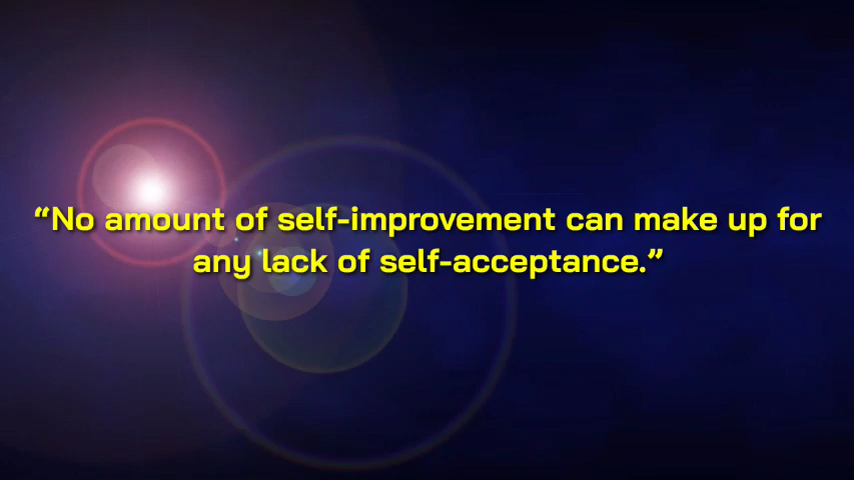 “No amount of self-improvement can make up for
any lack of self-acceptance.”